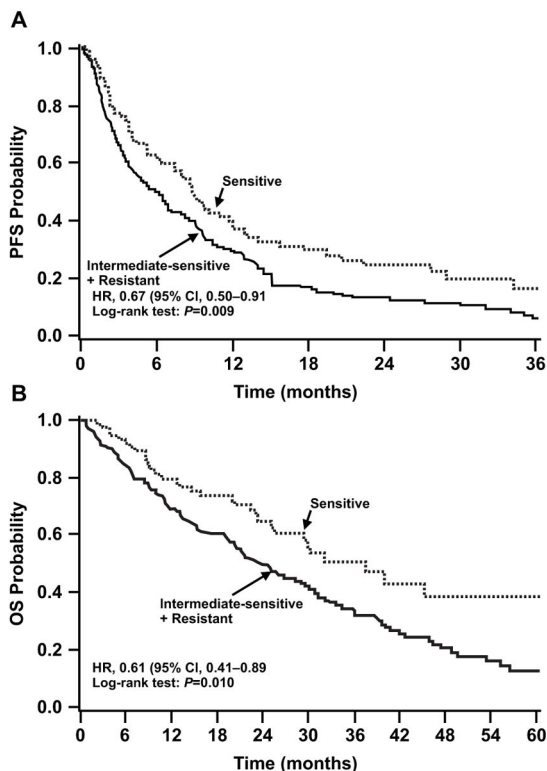 A
1.0
0.8
0.6
0.4
0.2
0.0
PFS Probability
Sensitive
Intermediate-sensitive
+ Resistant
HR, 0.67 (95% CI, 0.50–0.91
Log-rank test: P=0.009
0 6 12 18 24 30 36
Time (months)
B
1.0
0.8
0.6
0.4
0.2
0.0
OS Probability
Sensitive
Intermediate-sensitive
+ Resistant
HR, 0.61 (95% CI, 0.41–0.89
Log-rank test: P=0.010
0 6 12 18 24 30 36 42 48 54 60
Time (months)